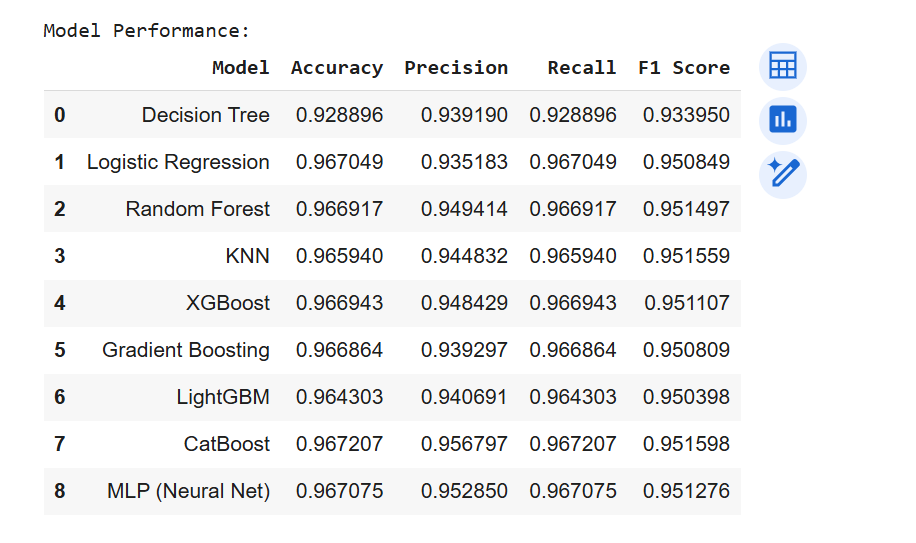 Model Performance:
Model Accuracy Precision Recall F1 Score
0 Decision Tree 0.928896 0.939190 0.928896 0.933950
1 Logistic Regression 0.967049 0.935183 0.967049 0.950849
2 Random Forest 0.966917 0.949414 0.966917 0.951497
3 KNN 0.965940 0.944832 0.965940 0.951559
4 XGBoost 0.966943 0.948429 0.966943 0.951107
5 Gradient Boosting 0.966864 0.939297 0.966864 0.950809
6 LightGBM 0.964303 0.940691 0.964303 0.950398
7 CatBoost 0.967207 0.956797 0.967207 0.951598
8 MLP (Neural Net) 0.967075 0.952850 0.967075 0.951276